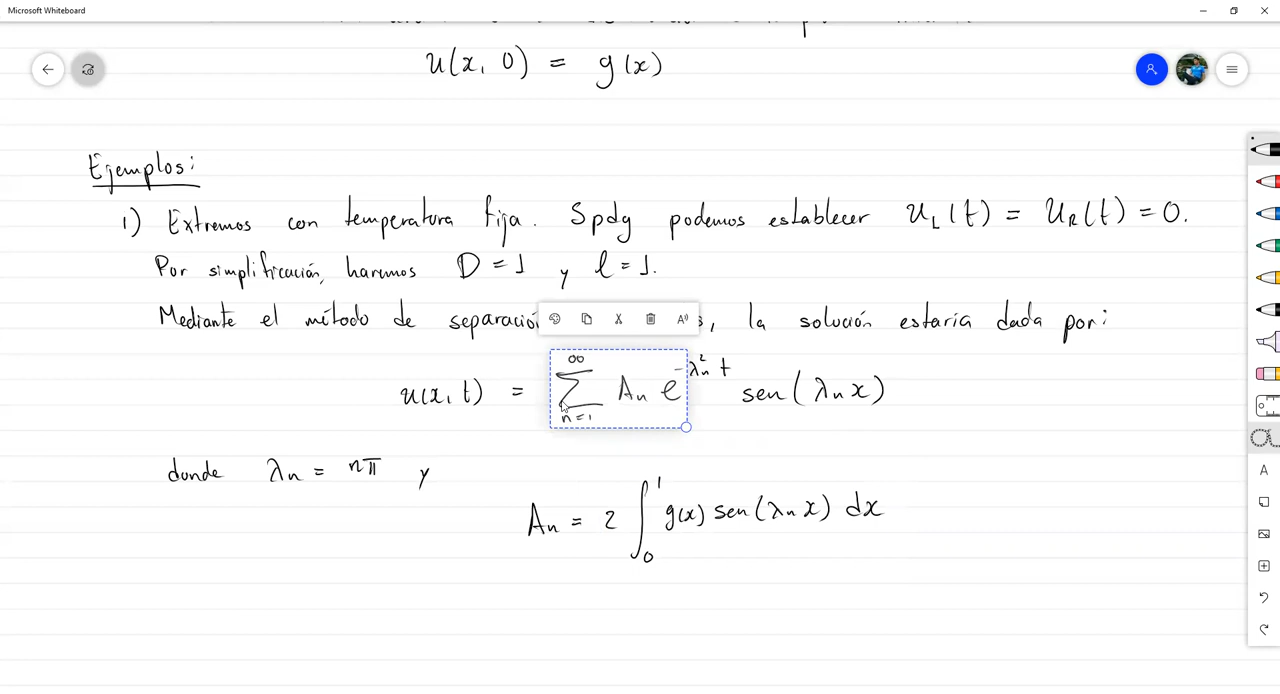 Microsoft Whiteboard
u(x, 0) = g(x)
Ejemplos:
1) Extremos con temperatura fija. Spdg podemos establecer u_L(t) = u_R(t) = 0.
Por simplificación, haremos D = 1 y l = 1.
Mediante el método de separació s, la solución estaría dada por:
u(x, t) = ∑_{n=1}^{∞} A_n e^{-λ_n^2 t} sen(λ_n x)
donde λ_n = nπ y
A_n = 2 ∫_0^1 g(x) sen(λ_n x) dx